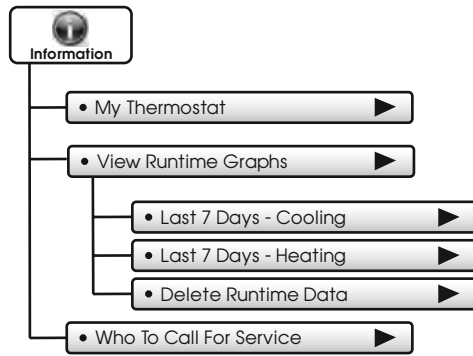 Information
• My Thermostat
• View Runtime Graphs
• Last 7 Days - Cooling
• Last 7 Days - Heating
• Delete Runtime Data
• Who To Call For Service